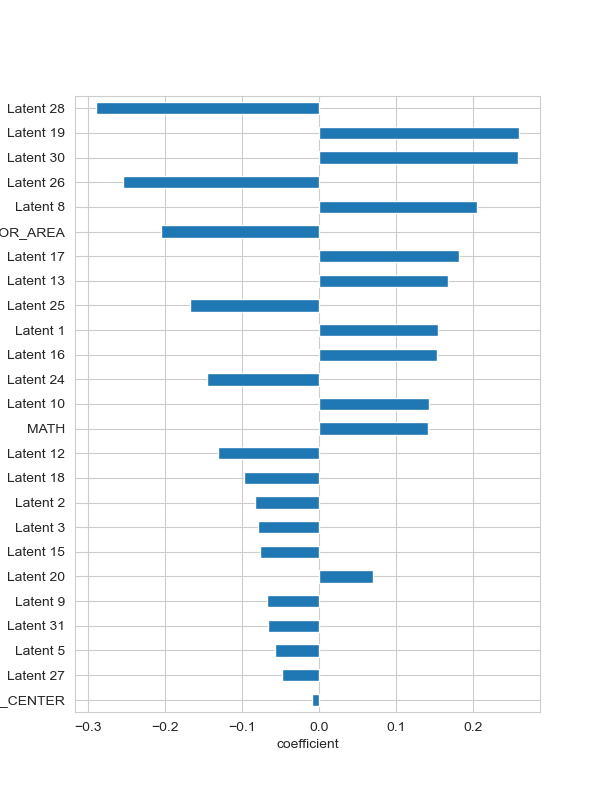 Latent 28
Latent 19
Latent 30
Latent 26
Latent 8
OR_AREA
Latent 17
Latent 13
Latent 25
Latent 1
Latent 16
Latent 24
Latent 10
MATH
Latent 12
Latent 18
Latent 2
Latent 3
Latent 15
Latent 20
Latent 9
Latent 31
Latent 5
Latent 27
_CENTER
−0.3 −0.2 −0.1 0.0 0.1 0.2
coefficient